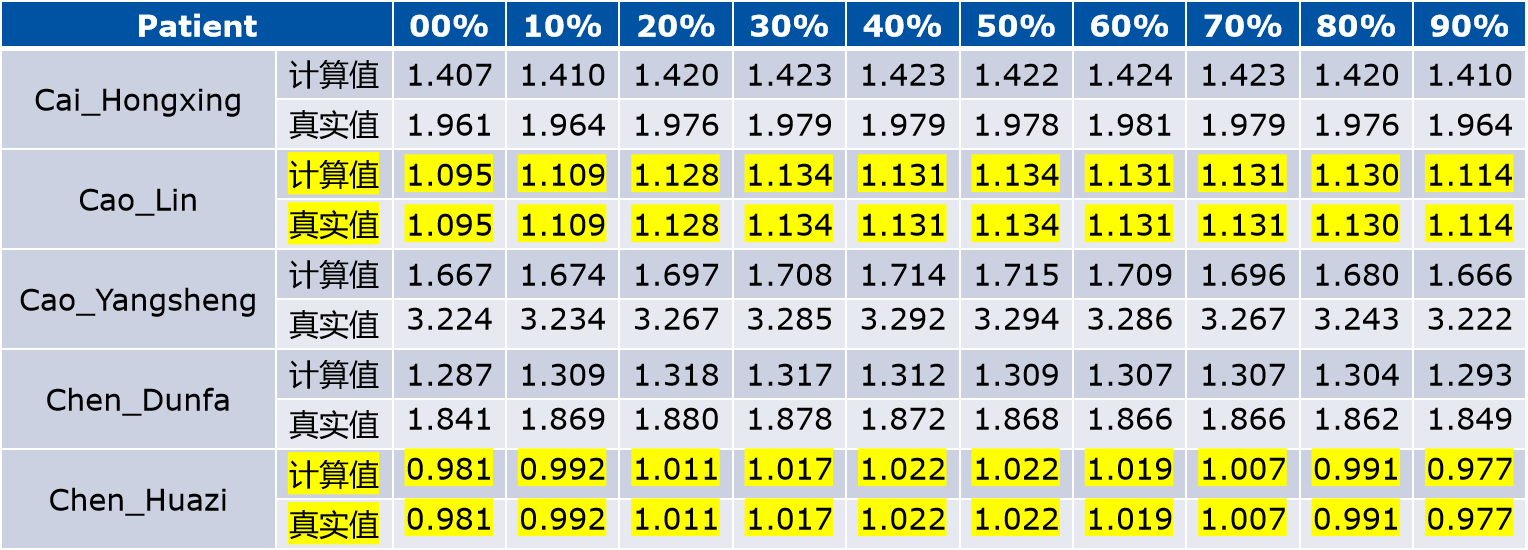 Patient 00% 10% 20% 30% 40% 50% 60% 70% 80% 90%
Cai_Hongxing
计算值 1.407 1.410 1.420 1.423 1.423 1.422 1.424 1.423 1.420 1.410
真实值 1.961 1.964 1.976 1.979 1.979 1.978 1.981 1.979 1.976 1.964
Cao_Lin
计算值 1.095 1.109 1.128 1.134 1.131 1.134 1.131 1.131 1.130 1.114
真实值 1.095 1.109 1.128 1.134 1.131 1.134 1.131 1.131 1.130 1.114
Cao_Yangsheng
计算值 1.667 1.674 1.697 1.708 1.714 1.715 1.709 1.696 1.680 1.666
真实值 3.224 3.234 3.267 3.285 3.292 3.294 3.286 3.267 3.243 3.222
Chen_Dunfa
计算值 1.287 1.309 1.318 1.317 1.312 1.309 1.307 1.307 1.304 1.293
真实值 1.841 1.869 1.880 1.878 1.872 1.868 1.866 1.866 1.862 1.849
Chen_Huazi
计算值 0.981 0.992 1.011 1.017 1.022 1.022 1.019 1.007 0.991 0.977
真实值 0.981 0.992 1.011 1.017 1.022 1.022 1.019 1.007 0.991 0.977